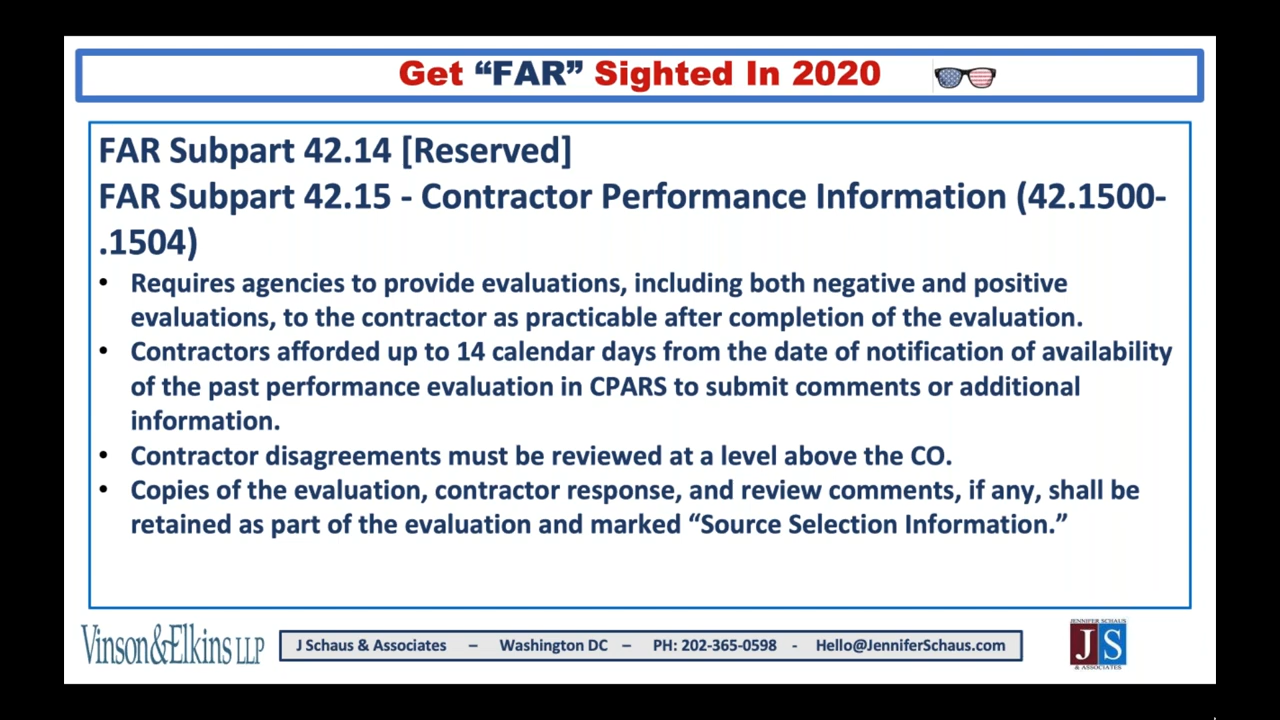 Get “FAR” Sighted In 2020
FAR Subpart 42.14 [Reserved]
FAR Subpart 42.15 - Contractor Performance Information (42.1500-
.1504)
• Requires agencies to provide evaluations, including both negative and positive
evaluations, to the contractor as practicable after completion of the evaluation.
• Contractors afforded up to 14 calendar days from the date of notification of availability
of the past performance evaluation in CPARS to submit comments or additional
information.
• Contractor disagreements must be reviewed at a level above the CO.
• Copies of the evaluation, contractor response, and review comments, if any, shall be
retained as part of the evaluation and marked “Source Selection Information.”
Vinson&Elkins LLP
J Schaus & Associates – Washington DC – PH: 202-365-0598 - Hello@JenniferSchaus.com
JENNIFER SCHAUS
JS
& ASSOCIATES